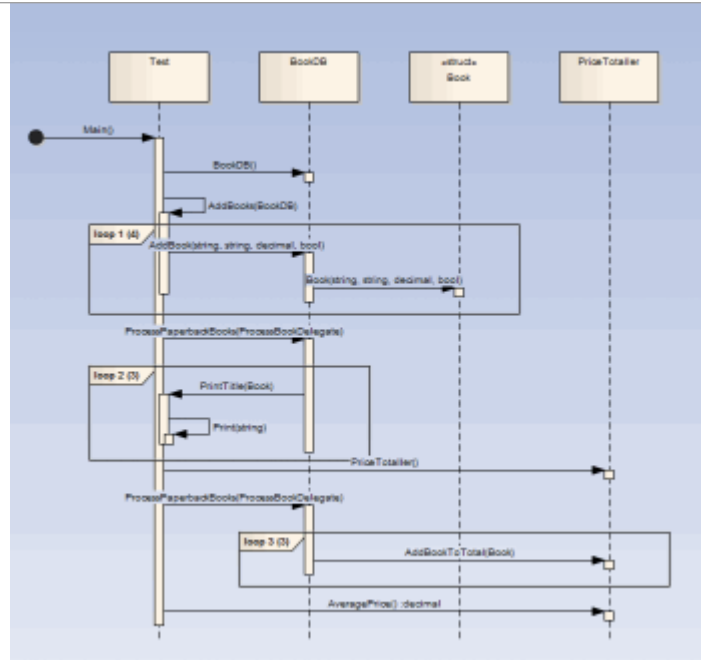 Test
BookDB
«struct»
Book
PriceTotaller
Main()
BookDB()
AddBooks(BookDB)
loop 1 (4)
AddBook(string, string, decimal, bool)
Book(string, string, decimal, bool)
ProcessPaperbackBooks(ProcessBookDelegate)
loop 2 (3)
PrintTitle(Book)
Print(string)
PriceTotaller()
ProcessPaperbackBooks(ProcessBookDelegate)
loop 3 (3)
AddBookToTotal(Book)
AveragePrice() :decimal